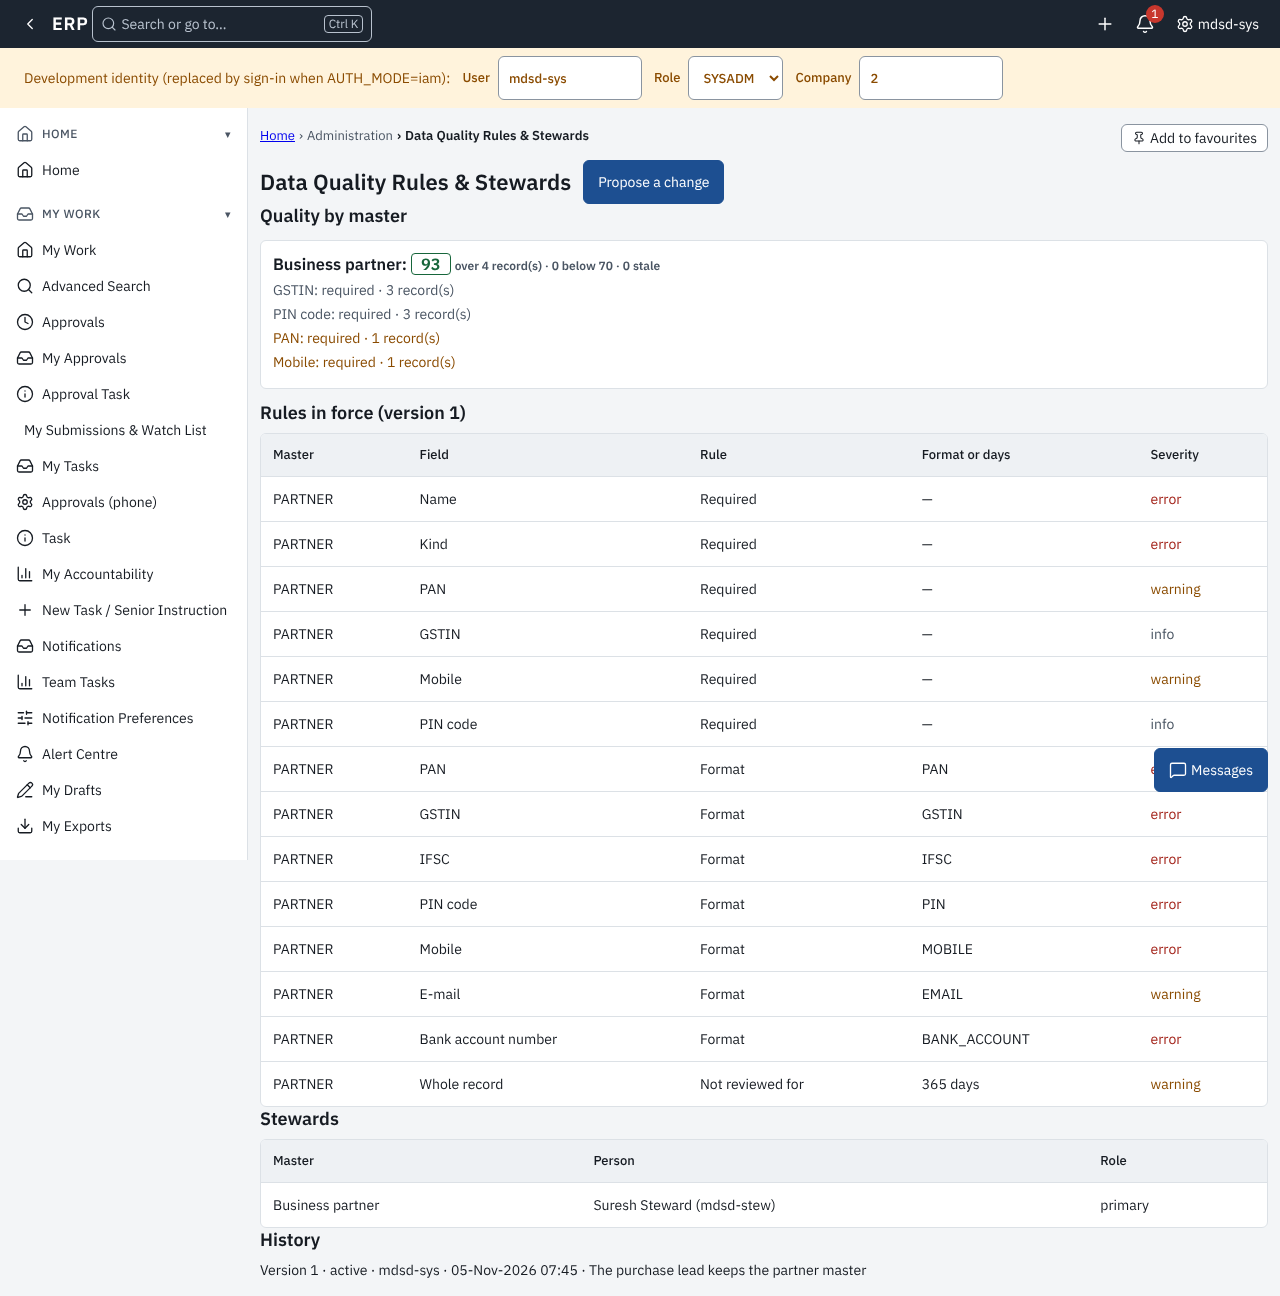 ERP
Search or go to...
Ctrl K
1
mdsd-sys
Development identity (replaced by sign-in when AUTH_MODE=iam): User mdsd-sys Role SYSADM Company 2
HOME
Home
MY WORK
My Work
Advanced Search
Approvals
My Approvals
Approval Task
My Submissions & Watch List
My Tasks
Approvals (phone)
Task
My Accountability
New Task / Senior Instruction
Notifications
Team Tasks
Notification Preferences
Alert Centre
My Drafts
My Exports
Home › Administration › Data Quality Rules & Stewards
Add to favourites
Data Quality Rules & Stewards
Propose a change
Quality by master
Business partner: 93 over 4 record(s) · 0 below 70 · 0 stale
GSTIN: required · 3 record(s)
PIN code: required · 3 record(s)
PAN: required · 1 record(s)
Mobile: required · 1 record(s)
Rules in force (version 1)
Master Field Rule Format or days Severity
PARTNER Name Required — error
PARTNER Kind Required — error
PARTNER PAN Required — warning
PARTNER GSTIN Required — info
PARTNER Mobile Required — warning
PARTNER PIN code Required — info
PARTNER PAN Format PAN
Messages
PARTNER GSTIN Format GSTIN error
PARTNER IFSC Format IFSC error
PARTNER PIN code Format PIN error
PARTNER Mobile Format MOBILE error
PARTNER E-mail Format EMAIL warning
PARTNER Bank account number Format BANK_ACCOUNT error
PARTNER Whole record Not reviewed for 365 days warning
Stewards
Master Person Role
Business partner Suresh Steward (mdsd-stew) primary
History
Version 1 · active · mdsd-sys · 05-Nov-2026 07:45 · The purchase lead keeps the partner master